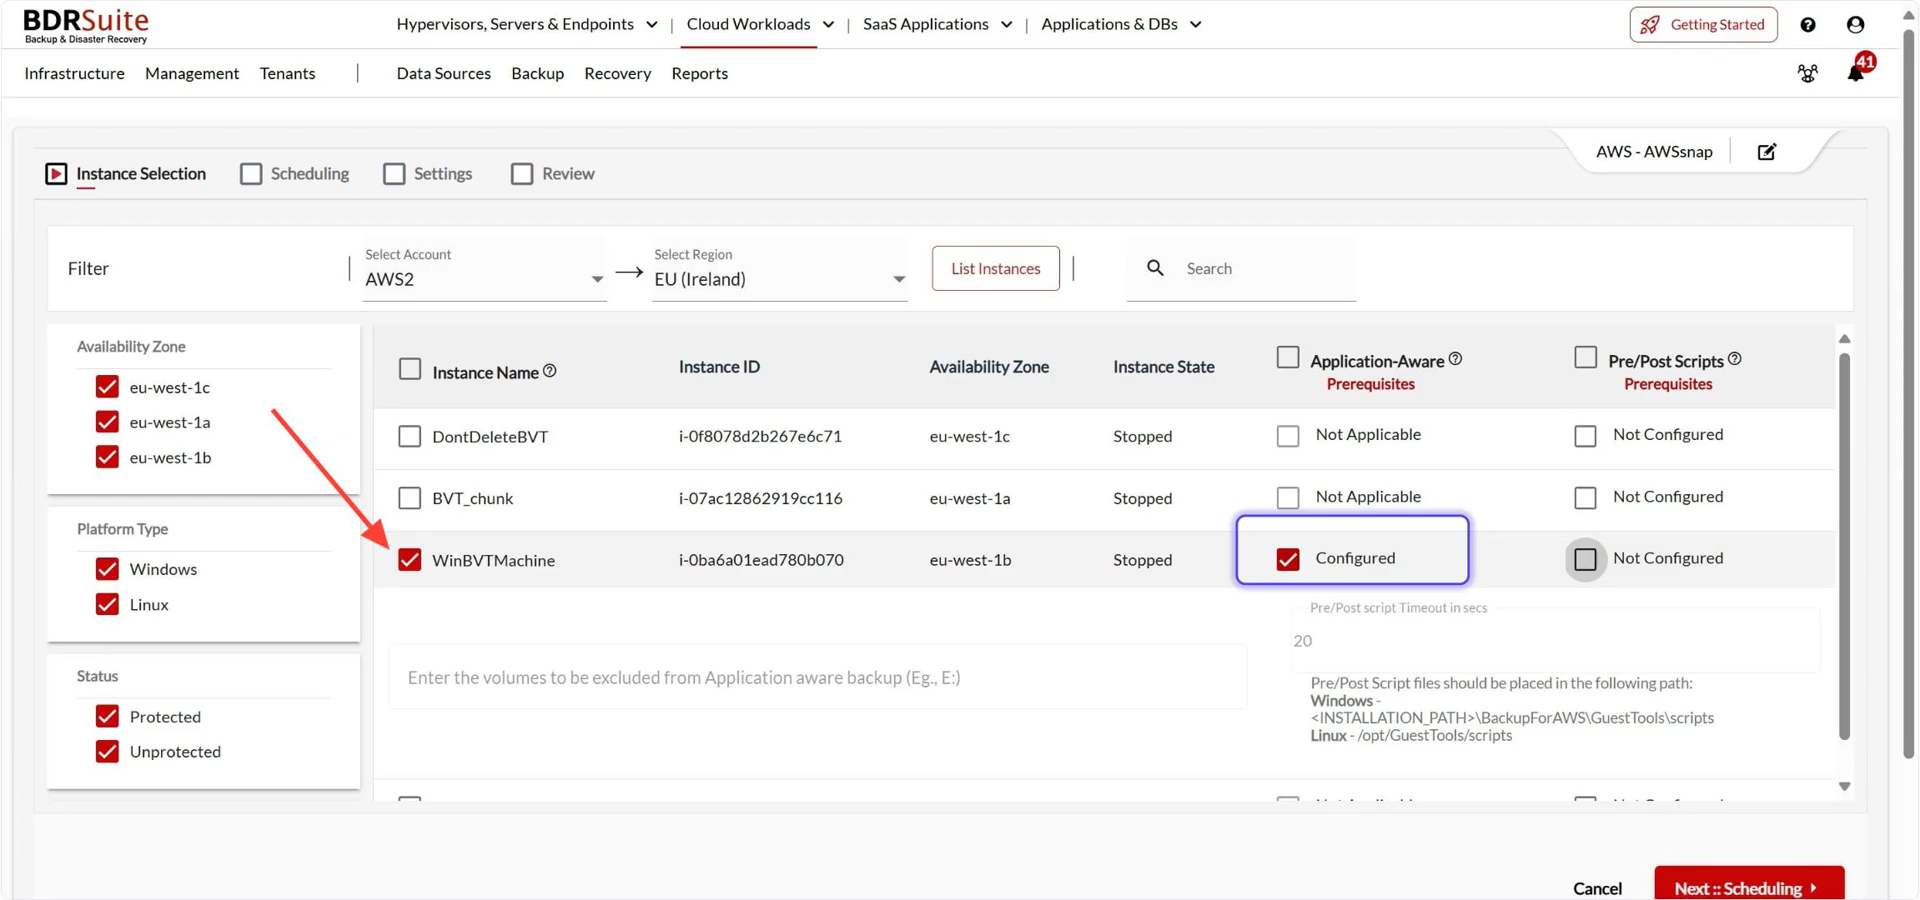 BDRSuite
Backup & Disaster Recovery
Hypervisors, Servers & Endpoints | Cloud Workloads | SaaS Applications | Applications & DBs
Getting Started
Infrastructure Management Tenants | Data Sources Backup Recovery Reports
41
AWS - AWSsnap
Instance Selection Scheduling Settings Review
Filter
Select Account
AWS2
Select Region
EU (Ireland)
List Instances
Search
Availability Zone
eu-west-1c
eu-west-1a
eu-west-1b
Platform Type
Windows
Linux
Status
Protected
Unprotected
Instance Name Instance ID Availability Zone Instance State Application-Aware Pre/Post Scripts
Prerequisites Prerequisites
DontDeleteBVT i-0f8078d2b267e6c71 eu-west-1c Stopped Not Applicable Not Configured
BVT_chunk i-07ac12862919cc116 eu-west-1a Stopped Not Applicable Not Configured
WinBVTMachine i-0ba6a01ead780b070 eu-west-1b Stopped Configured Not Configured
Enter the volumes to be excluded from Application aware backup (Eg., E:)
Pre/Post script Timeout in secs
20
Pre/Post Script files should be placed in the following path:
Windows -
<INSTALLATION_PATH>\BackupForAWS\GuestTools\scripts
Linux - /opt/GuestTools/scripts
Cancel
Next :: Scheduling